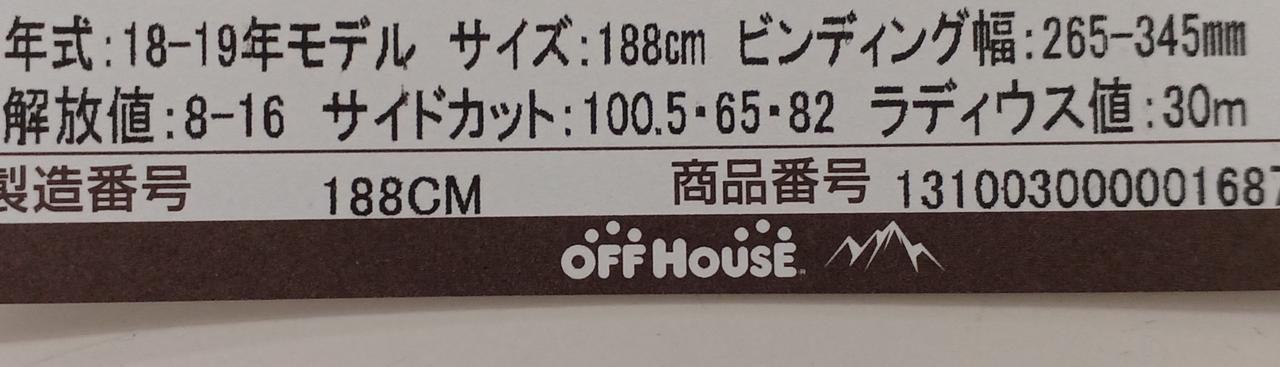 年式:18-19年モデル サイズ:188cm ビンディング幅:265-345mm
解放値:8-16 サイドカット:100.5・65・82 ラディウス値:30m
製造番号 188CM 商品番号 131003000001687
OFF HOUSE